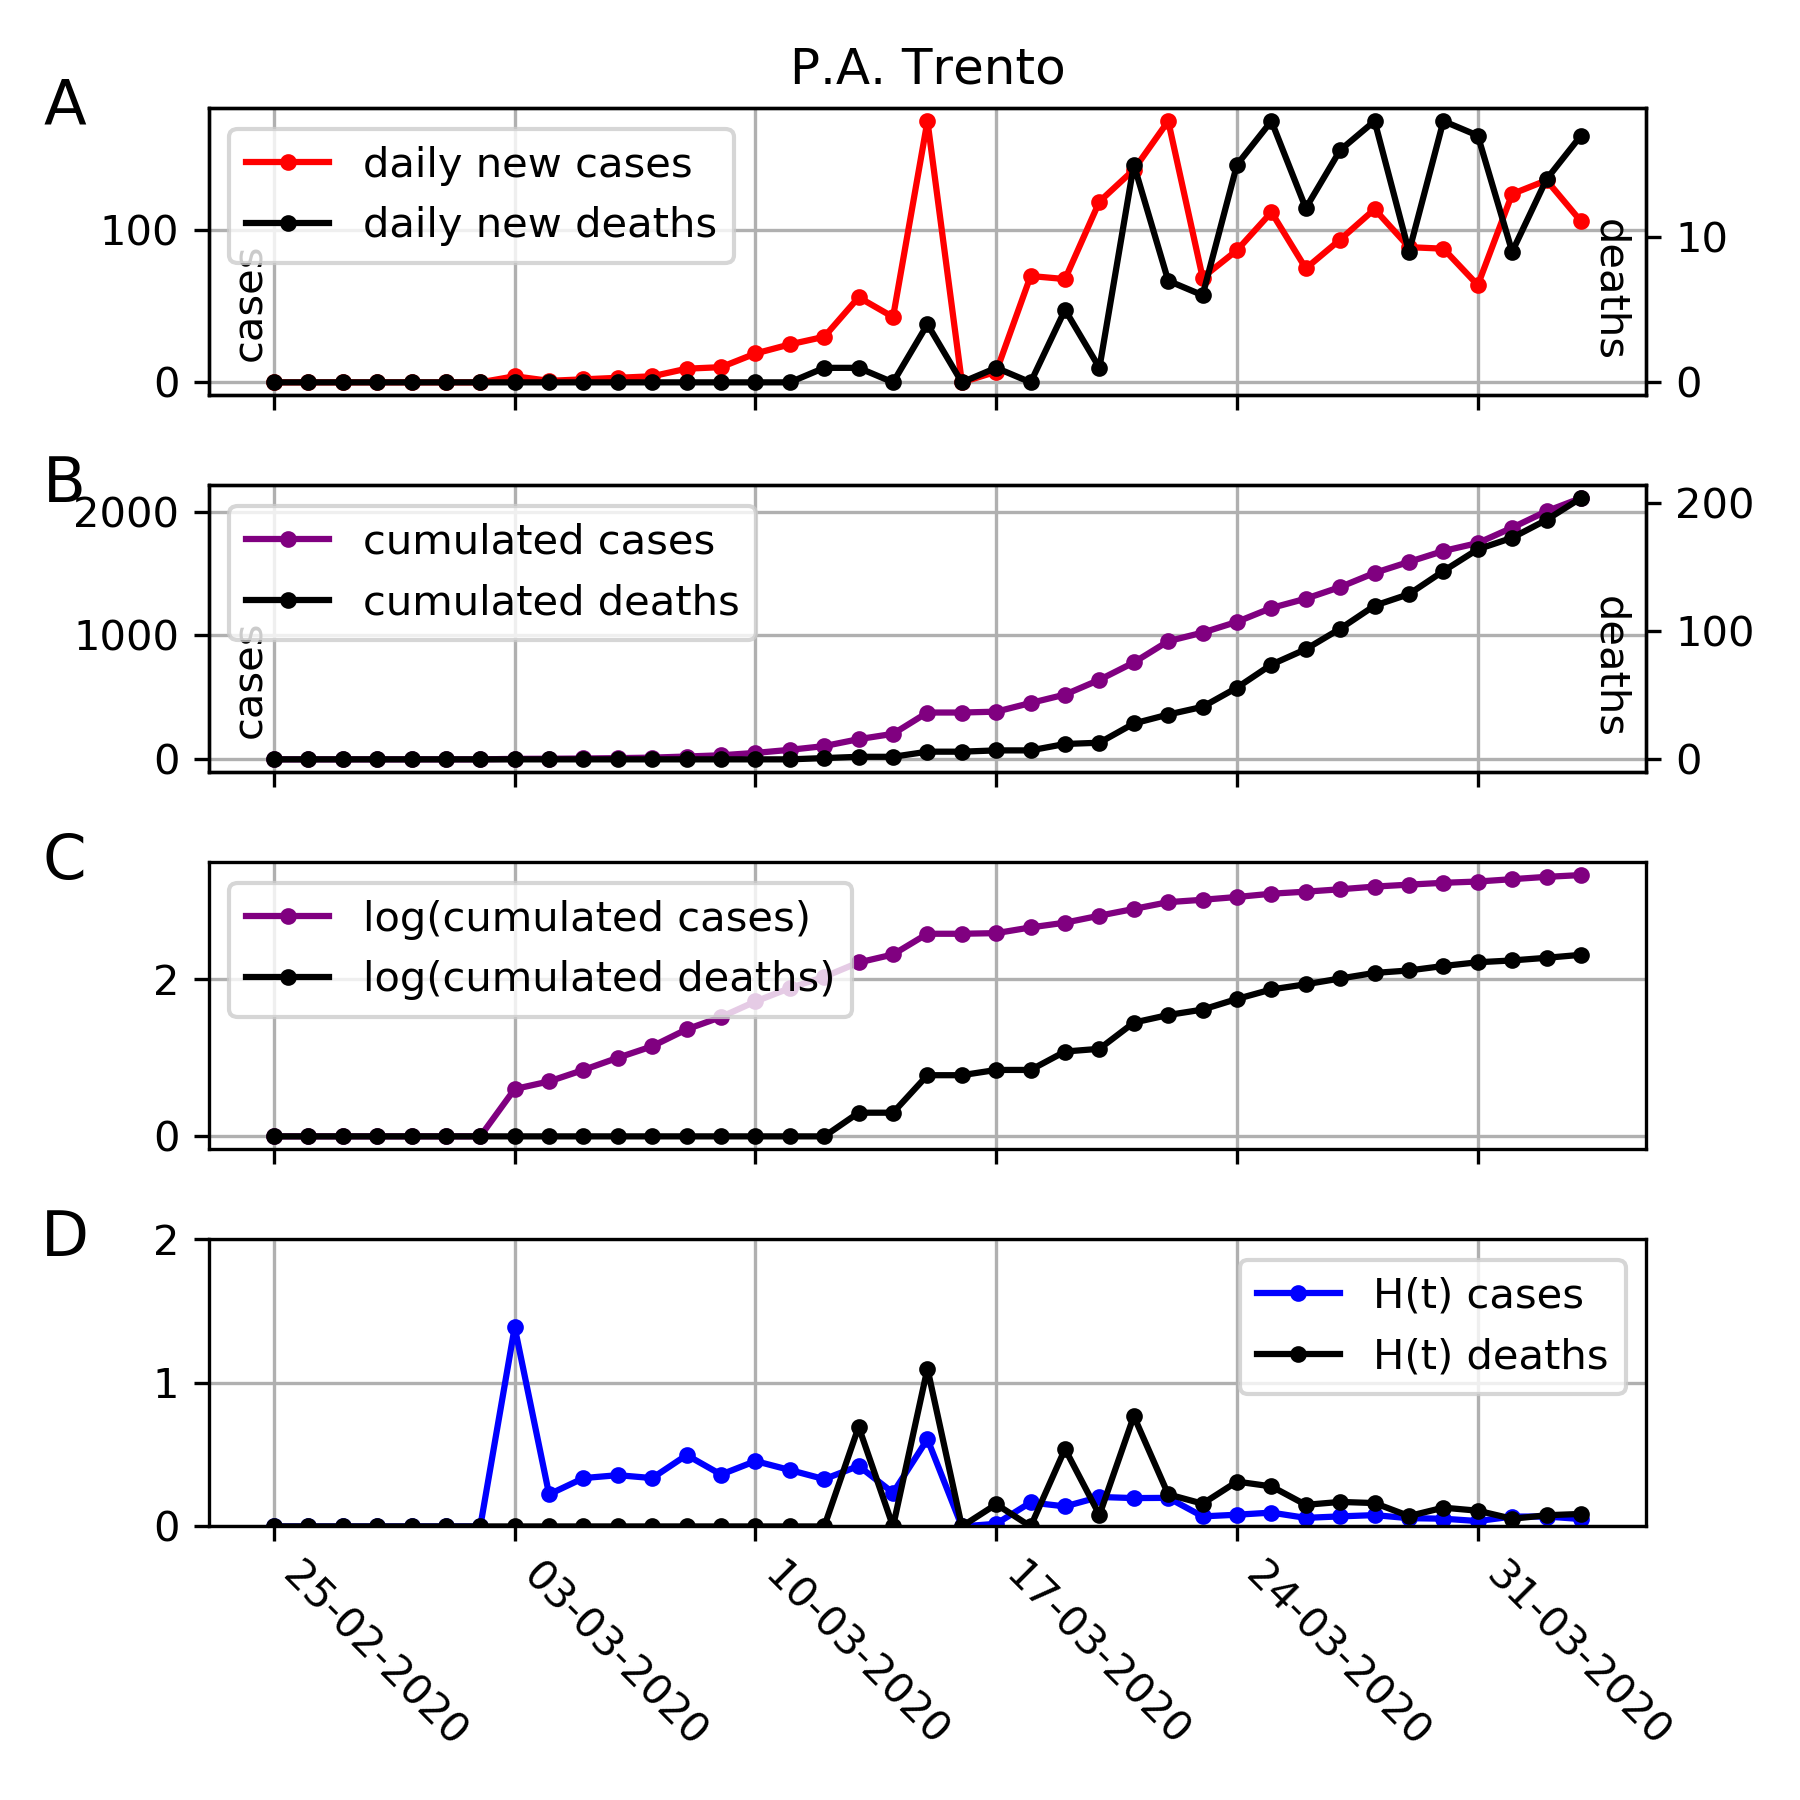 P.A. Trento
A
daily new cases
daily new deaths
100
0
cases
10
0
deaths
B
cumulated cases
cumulated deaths
2000
1000
0
cases
200
100
0
deaths
C
log(cumulated cases)
log(cumulated deaths)
2
0
D
H(t) cases
H(t) deaths
2
1
0
25-02-2020
03-03-2020
10-03-2020
17-03-2020
24-03-2020
31-03-2020